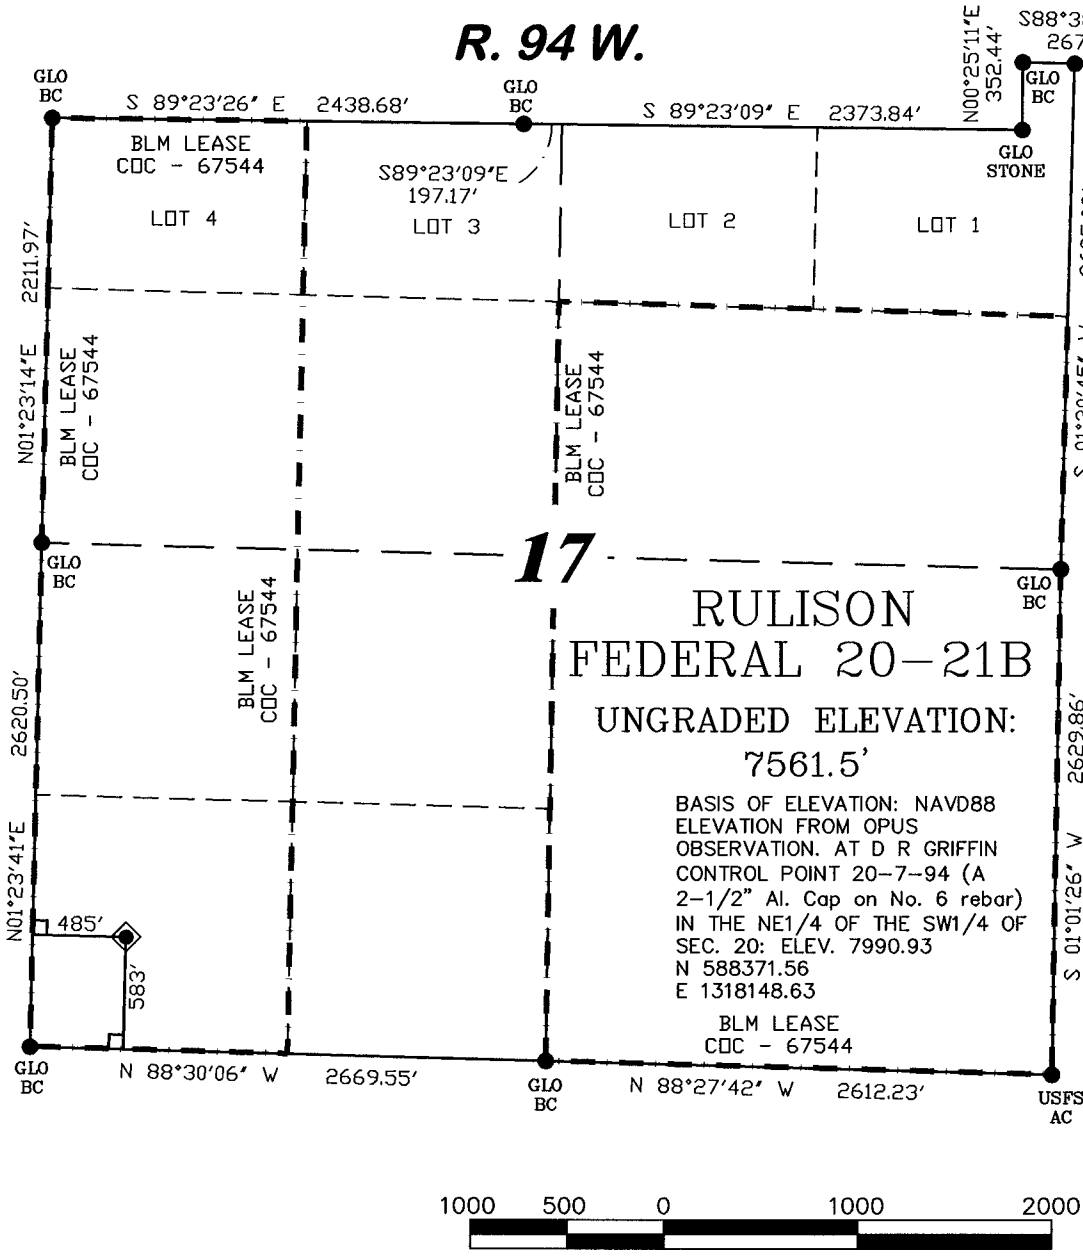 R. 94 W.
N00°25'11"E
352.44'
GLO
BC
S 89°23'26" E 2438.68'
GLO
BC
S 89°23'09" E 2373.84'
GLO
BC
GLO
STONE
BLM LEASE
COC - 67544
S89°23'09"E
197.17'
LOT 4
LOT 3
LOT 2
LOT 1
2211.97'
N01°23'14"E
BLM LEASE
COC - 67544
BLM LEASE
COC - 67544
GLO
BC
17
GLO
BC
BLM LEASE
COC - 67544
RULISON
FEDERAL 20-21B
UNGRADED ELEVATION:
7561.5'
2620.50'
N01°23'41"E
2629.86'
S 01°01'26" W
BASIS OF ELEVATION: NAVD88
ELEVATION FROM OPUS
OBSERVATION. AT D R GRIFFIN
CONTROL POINT 20-7-94 (A
2-1/2" Al. Cap on No. 6 rebar)
IN THE NE1/4 OF THE SW1/4 OF
SEC. 20: ELEV. 7990.93
N 588371.56
E 1318148.63
485'
583'
BLM LEASE
COC - 67544
GLO
BC
N 88°30'06" W 2669.55'
GLO
BC
N 88°27'42" W 2612.23'
USFS
AC
1000 500 0 1000 2000